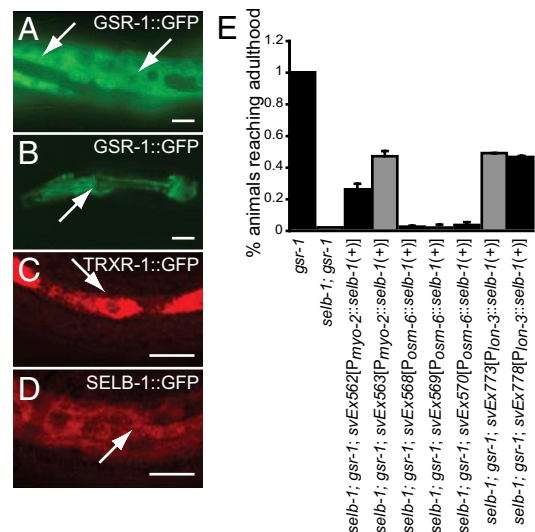 A GSR-1::GFP
B GSR-1::GFP
C TRXR-1::GFP
D SELB-1::GFP
E
% animals reaching adulthood
1.2
1
0.8
0.6
0.4
0.2
0
gsr-1
selb-1; gsr-1
selb-1; gsr-1; svEx562[Pmyo-2::selb-1(+)]
selb-1; gsr-1; svEx563[Pmyo-2::selb-1(+)]
selb-1; gsr-1; svEx568[Posm-6::selb-1(+)]
selb-1; gsr-1; svEx569[Posm-6::selb-1(+)]
selb-1; gsr-1; svEx570[Posm-6::selb-1(+)]
selb-1; gsr-1; svEx773[Plon-3::selb-1(+)]
selb-1; gsr-1; svEx778[Plon-3::selb-1(+)]